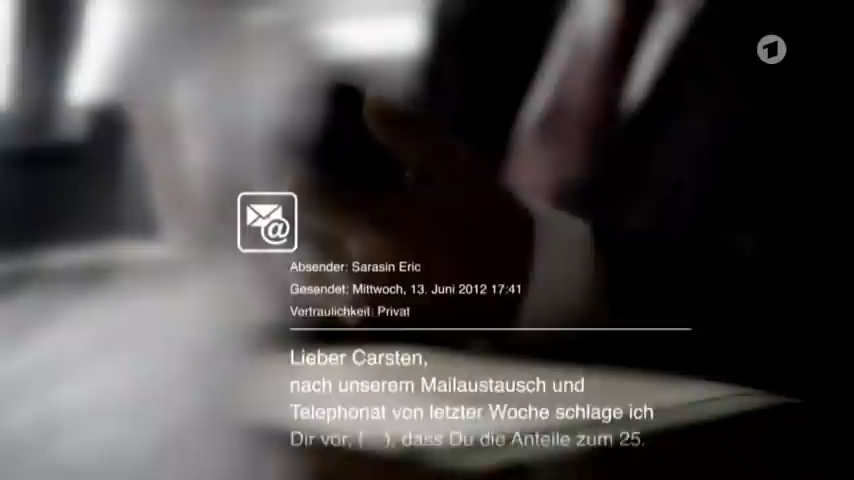 Absender: Sarasin Eric
Gesendet: Mittwoch, 13. Juni 2012 17:41
Vertraulichkeit: Privat
Lieber Carsten,
nach unserem Mailaustausch und
Telephonat von letzter Woche schlage ich
Dir vor, (...), dass Du die Anteile zum 25.